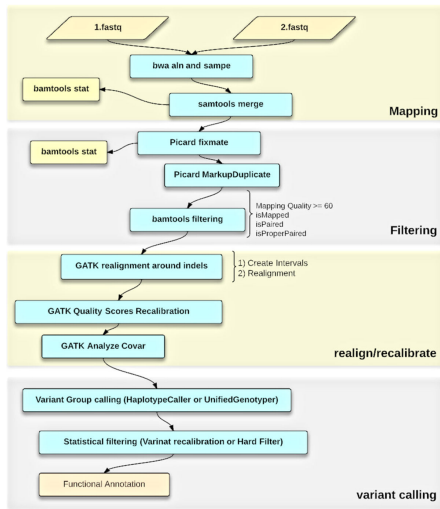 1.fastq
2.fastq
bwa aln and sampe
bamtools stat
samtools merge
Mapping
Picard fixmate
bamtools stat
Picard MarkupDuplicate
bamtools filtering
Mapping Quality >= 60
isMapped
isPaired
isProperPaired
Filtering
GATK realignment around indels
1) Create Intervals
2) Realignment
GATK Quality Scores Recalibration
GATK Analyze Covar
realign/recalibrate
Variant Group calling (HaplotypeCaller or UnifiedGenotyper)
Statistical filtering (Varinat recalibration or Hard Filter)
Functional Annotation
variant calling